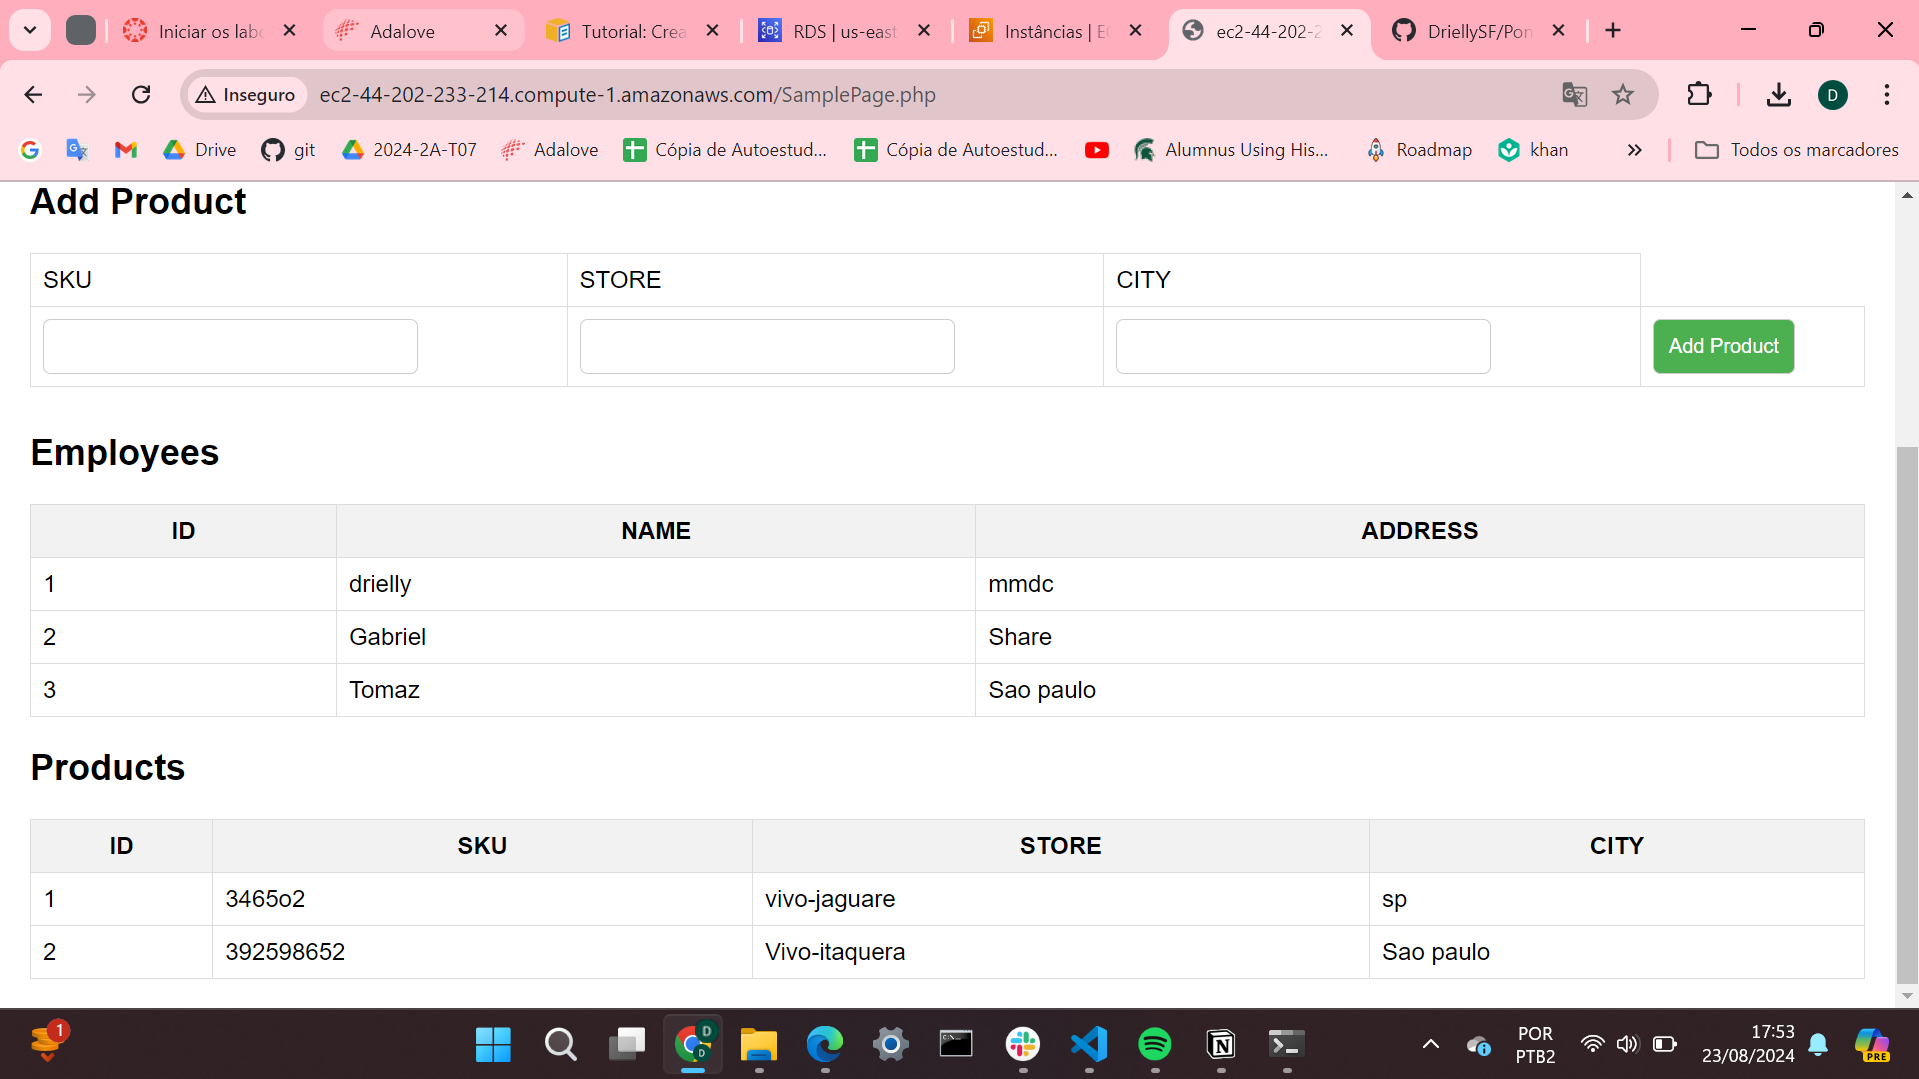 Iniciar os labo
Adalove
Tutorial: Crea
RDS | us-east
Instâncias | EC
ec2-44-202-2
DriellySF/Pon
Inseguro
ec2-44-202-233-214.compute-1.amazonaws.com/SamplePage.php
D
Drive
git
2024-2A-T07
Adalove
Cópia de Autoestud...
Cópia de Autoestud...
Alumnus Using His...
Roadmap
khan
Todos os marcadores
Add Product
SKU STORE CITY
Add Product
Employees
ID NAME ADDRESS
1 drielly mmdc
2 Gabriel Share
3 Tomaz Sao paulo
Products
ID SKU STORE CITY
1 3465o2 vivo-jaguare sp
2 392598652 Vivo-itaquera Sao paulo
1
D
D
POR
PTB2
17:53
23/08/2024
PRE